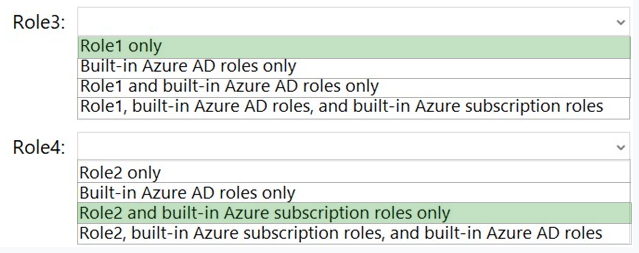 Role3:
Role1 only
Built-in Azure AD roles only
Role1 and built-in Azure AD roles only
Role1, built-in Azure AD roles, and built-in Azure subscription roles
Role4:
Role2 only
Built-in Azure AD roles only
Role2 and built-in Azure subscription roles only
Role2, built-in Azure subscription roles, and built-in Azure AD roles